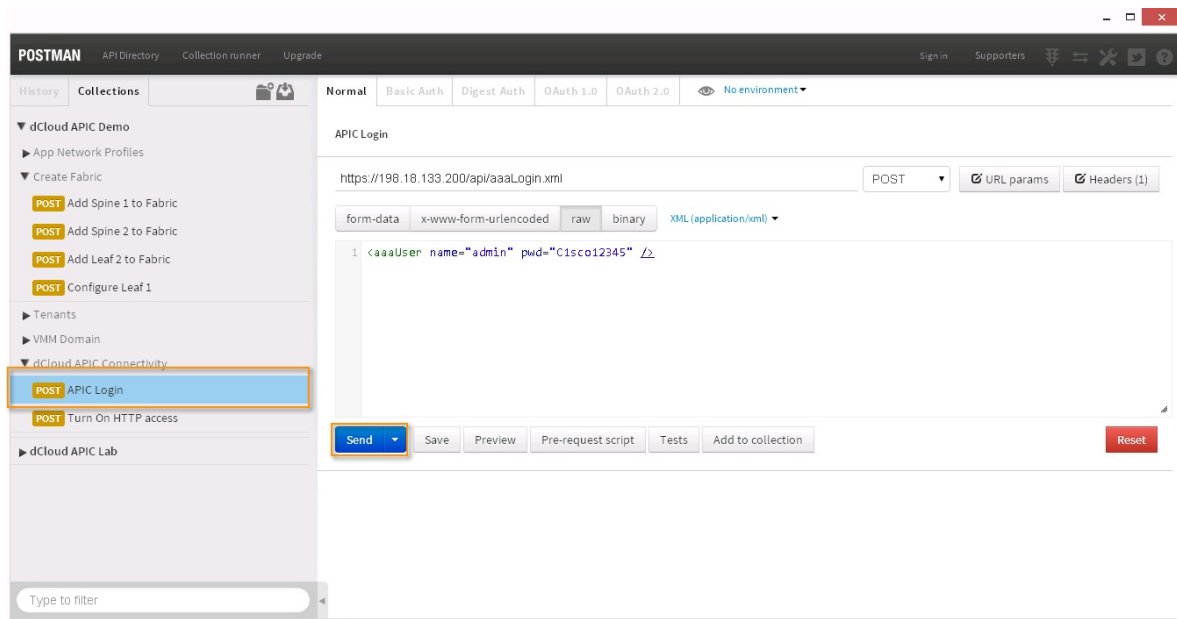 POSTMAN API Directory Collection runner Upgrade Sign in Supporters
History Collections
Normal Basic Auth Digest Auth OAuth 1.0 OAuth 2.0 No environment
dCloud APIC Demo
App Network Profiles
Create Fabric
POST Add Spine 1 to Fabric
POST Add Spine 2 to Fabric
POST Add Leaf 2 to Fabric
POST Configure Leaf 1
Tenants
VMM Domain
dCloud APIC Connectivity
POST APIC Login
POST Turn On HTTP access
dCloud APIC Lab
Type to filter
APIC Login
https://198.18.133.200/api/aaaLogin.xml POST URL params Headers (1)
form-data x-www-form-urlencoded raw binary XML (application/xml)
1 <aaaUser name="admin" pwd="C1sco12345" />
Send Save Preview Pre-request script Tests Add to collection Reset